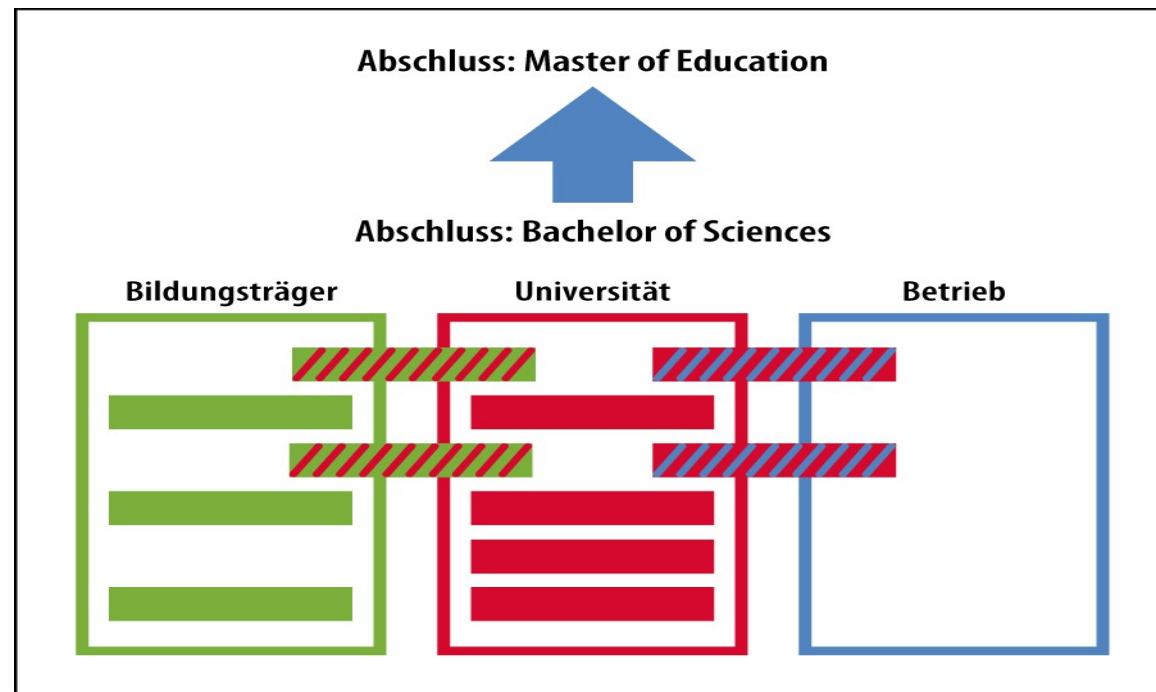 Abschluss: Master of Education
Abschluss: Bachelor of Sciences
Bildungsträger
Universität
Betrieb